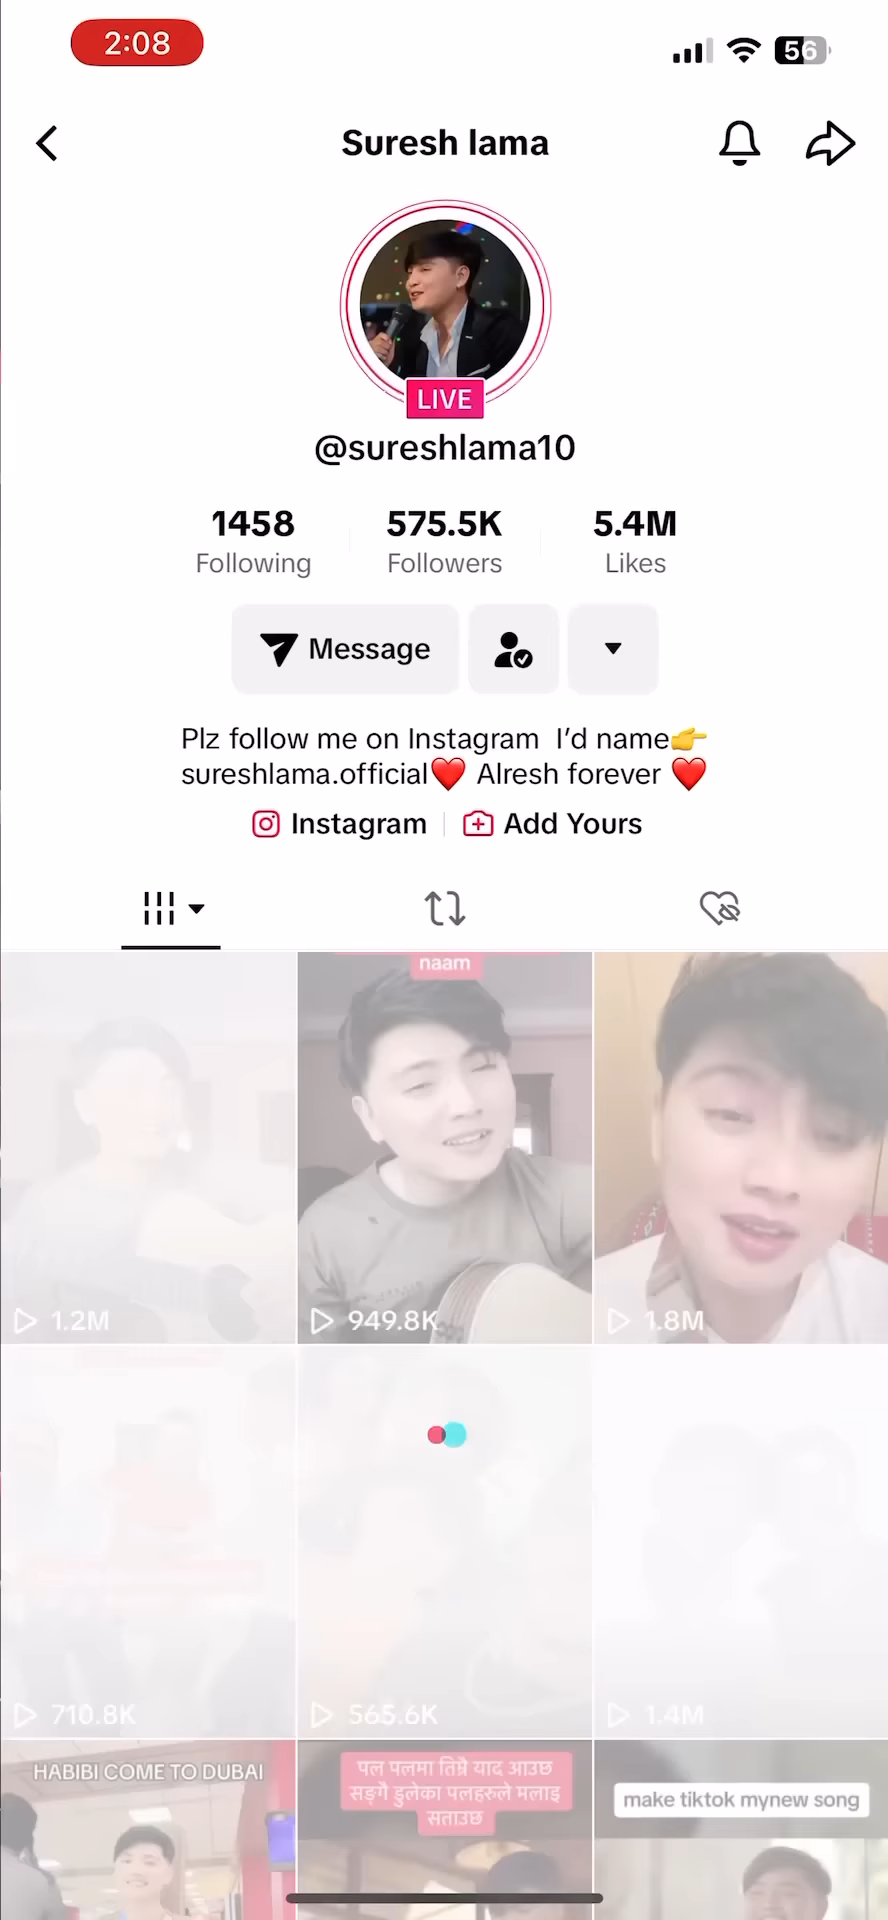 2:08
56
Suresh lama
LIVE
@sureshlama10
1458
Following
575.5K
Followers
5.4M
Likes
Message
Plz follow me on Instagram I’d name👉
sureshlama.official❤️ Alresh forever ❤️
Instagram
Add Yours
naam
1.2M
949.8K
1.8M
710.8K
565.6K
1.4M
HABIBI COME TO DUBAI
पल पलमा तिम्रै याद आउछ
सङ्गै डुलेका पलहरुले मलाइ
सताउछ
make tiktok mynew song